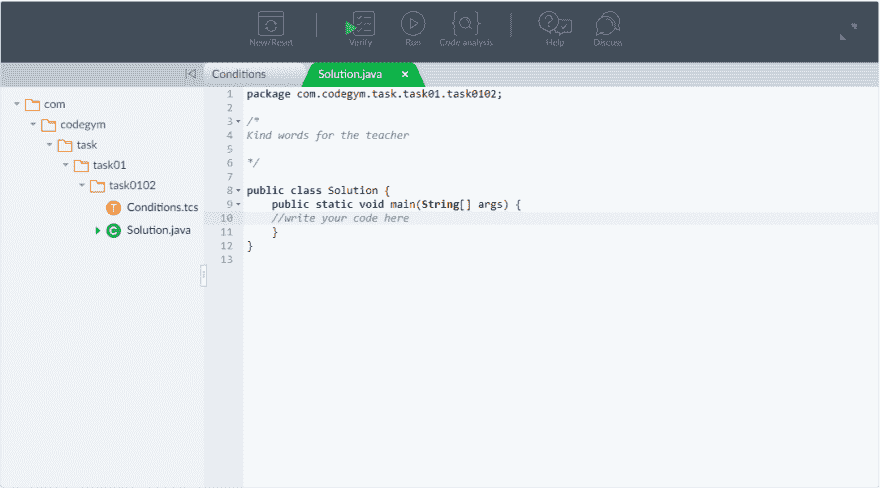 New/Reset
Verify
Run
Code analysis
Help
Discuss
Conditions
Solution.java ×
com
codegym
task
task01
task0102
T Conditions.tcs
C Solution.java
1 package com.codegym.task.task01.task0102;
2
3 /*
4 Kind words for the teacher
5
6 */
7
8 public class Solution {
9 public static void main(String[] args) {
10 //write your code here
11 }
12 }
13